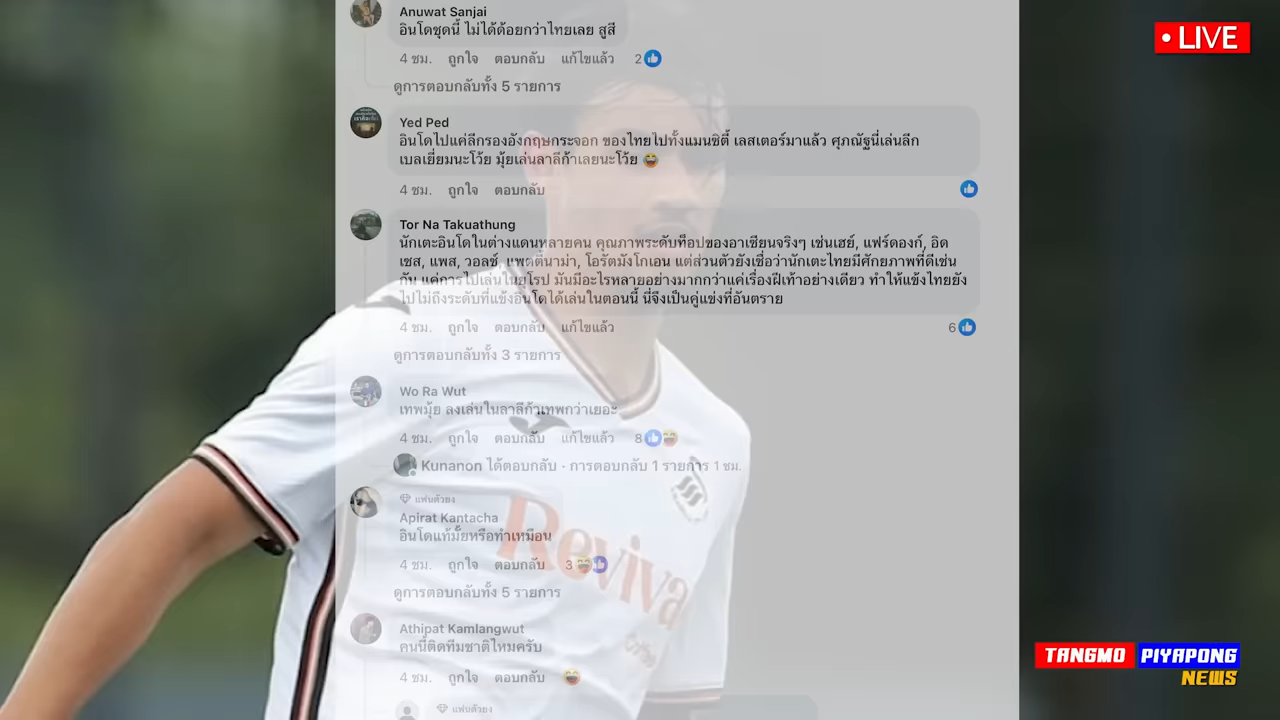 Anuwat Sanjai
อินโดชุดนี้ ไม่ได้ด้อยกว่าไทยเลย สูสี
4 ชม. ถูกใจ ตอบกลับ แก้ไขแล้ว 2
ดูการตอบกลับทั้ง 5 รายการ
Yed Ped
อินโดไปแค่ลีกรองอังกฤษกระจอก ของไทยไปทั้งแมนซิตี้ เลสเตอร์มาแล้ว ศุภณัฐนี่เล่นลีก
เบลเยี่ยมนะโว้ย มุ้ยเล่นลาลีก้าเลยนะโว้ย
4 ชม. ถูกใจ ตอบกลับ
Tor Na Takuathung
นักเตะอินโดในต่างแดนหลายคน คุณภาพระดับท็อปของอาเซียนจริงๆ เช่นเฮย์, แฟร์ดองก์, อิด
เซส, แพส, วอลซ์, แพตตี้นาม่า, โอรัตมังโกเอน แต่ส่วนตัวยังเชื่อว่านักเตะไทยมีศักยภาพที่ดีเช่น
กัน แค่การไปเล่นในยุโรป มันมีอะไรหลายอย่างมากกว่าแค่เรื่องฝีเท้าอย่างเดียว ทำให้แข้งไทยยัง
ไปไม่ถึงระดับที่แข้งอินโดได้เล่นในตอนนี้ นี่จึงเป็นคู่แข่งที่อันตราย
4 ชม. ถูกใจ ตอบกลับ แก้ไขแล้ว 6
ดูการตอบกลับทั้ง 3 รายการ
Wo Ra Wut
เทพมุ้ย ลงเล่นในลาลีก้าเทพกว่าเยอะ
4 ชม. ถูกใจ ตอบกลับ แก้ไขแล้ว 8
Kunanon ได้ตอบกลับ · การตอบกลับ 1 รายการ 1 ชม.
แฟนตัวยง
Apirat Kantacha
อินโดแท้มั้ยหรือทำเหมือน
4 ชม. ถูกใจ ตอบกลับ 3
ดูการตอบกลับทั้ง 5 รายการ
Athipat Kamlangwut
คนนี้ติดทีมชาติไหมครับ
4 ชม. ถูกใจ ตอบกลับ
แฟนตัวยง
Reviva
LIVE
TANGMO PIYAPONG
NEWS